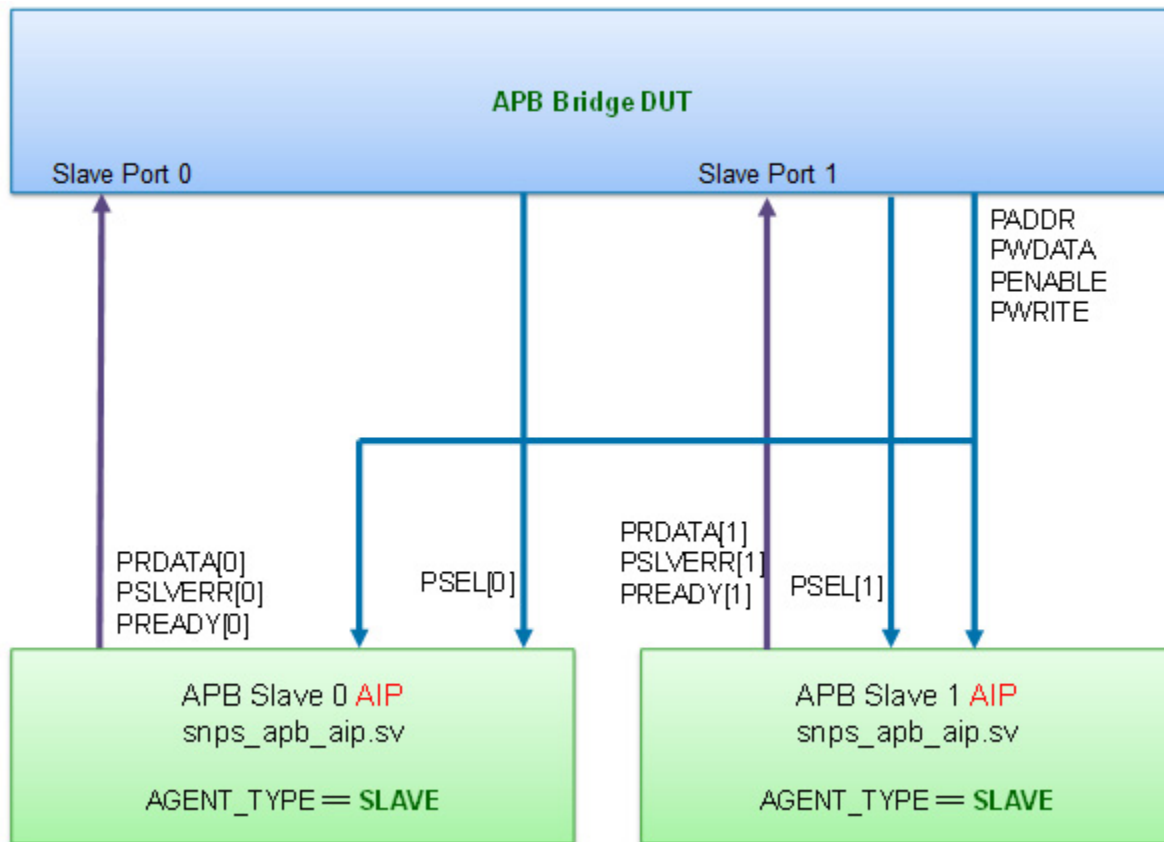 APB Bridge DUT
Slave Port 0
Slave Port 1
PADDR
PWDATA
PENABLE
PWRITE
PRDATA[0]
PSLVERR[0]
PREADY[0]
PSEL[0]
PRDATA[1]
PSLVERR[1]
PREADY[1]
PSEL[1]
APB Slave 0 AIP
snps_apb_aip.sv
AGENT_TYPE == SLAVE
APB Slave 1 AIP
snps_apb_aip.sv
AGENT_TYPE == SLAVE